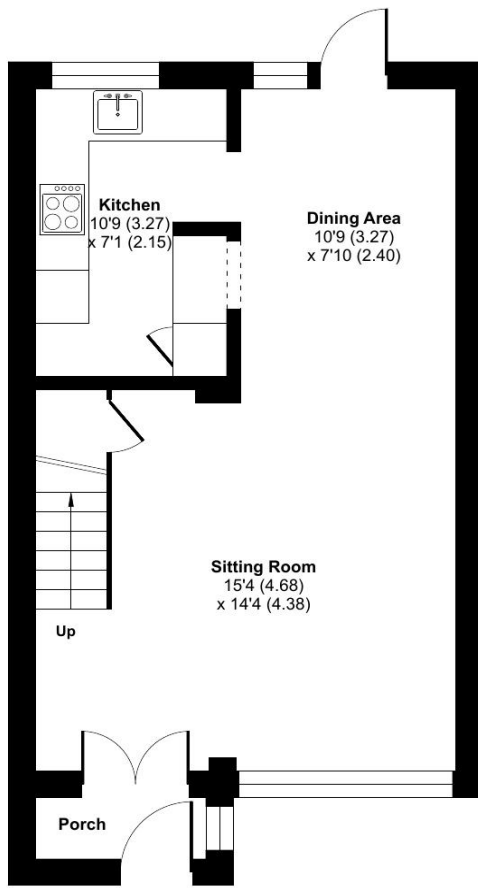 Kitchen
10'9 (3.27)
x 7'1 (2.15)
Dining Area
10'9 (3.27)
x 7'10 (2.40)
Sitting Room
15'4 (4.68)
x 14'4 (4.38)
Up
Porch